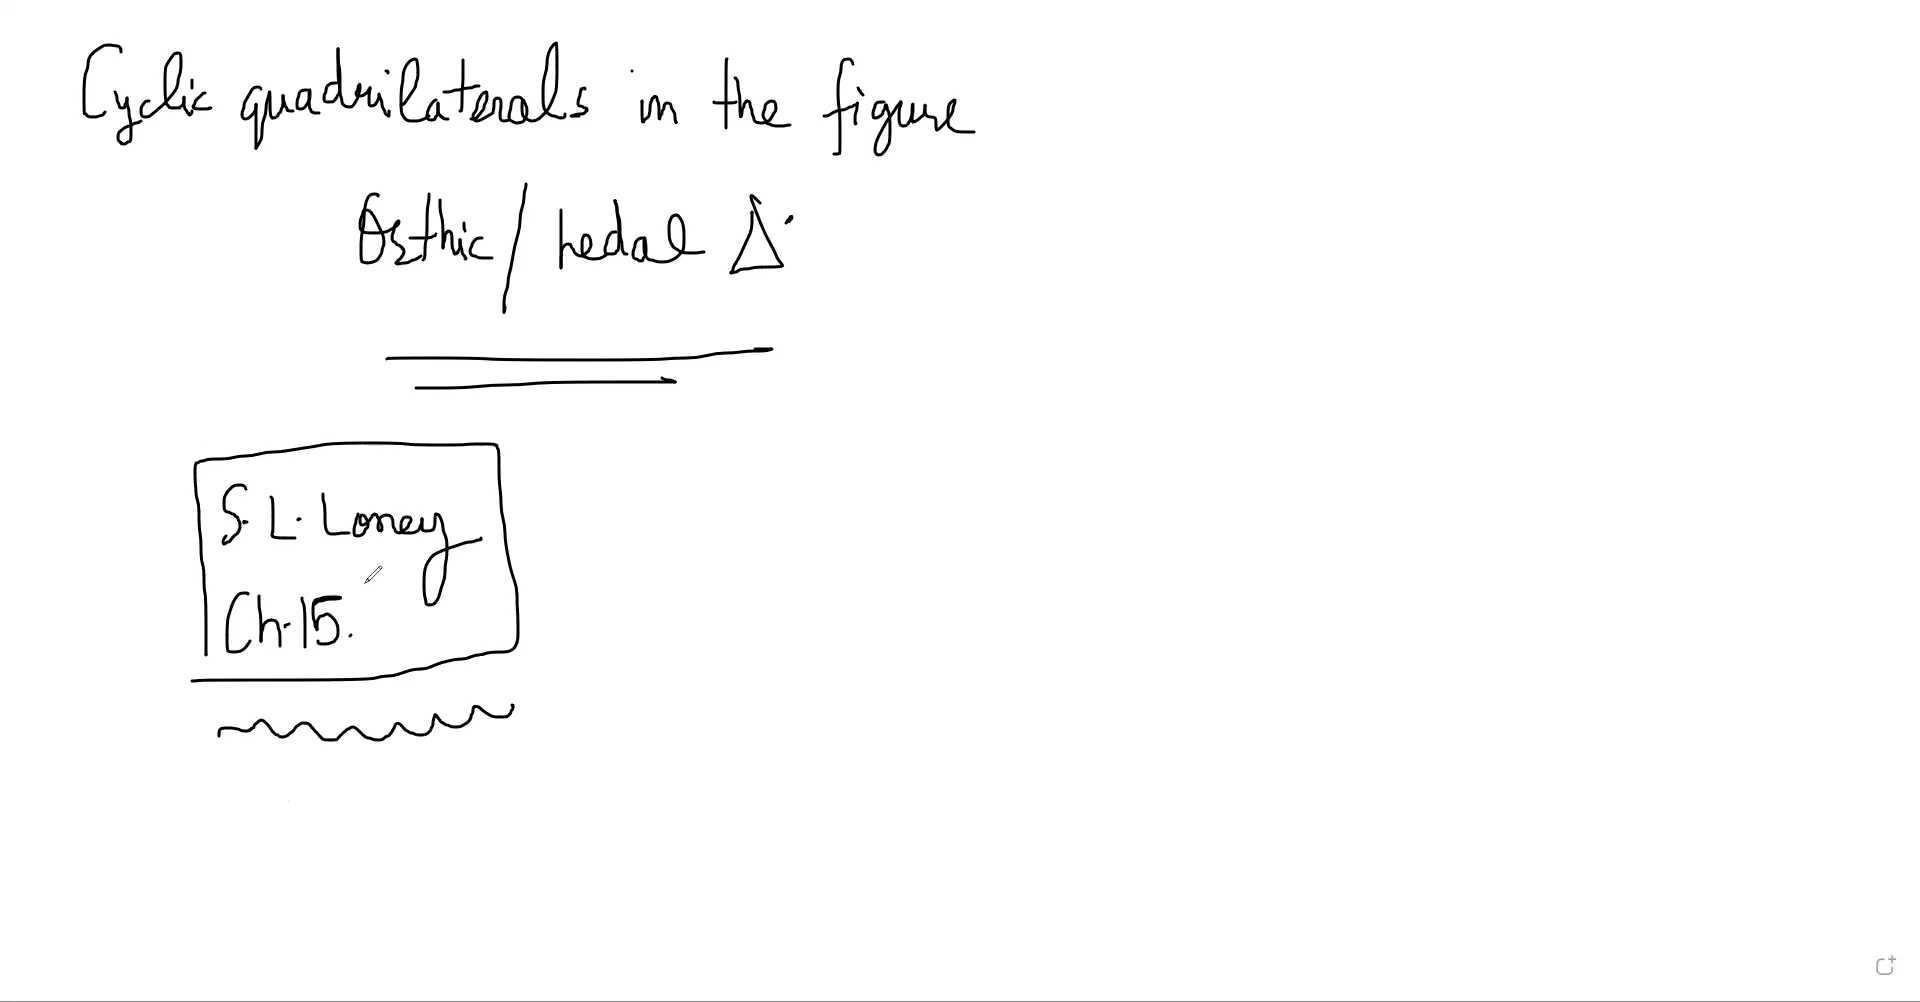 Cyclic quadrilaterals in the figure
Orthic / pedal Δ.
S. L. Loney
Ch. 15.